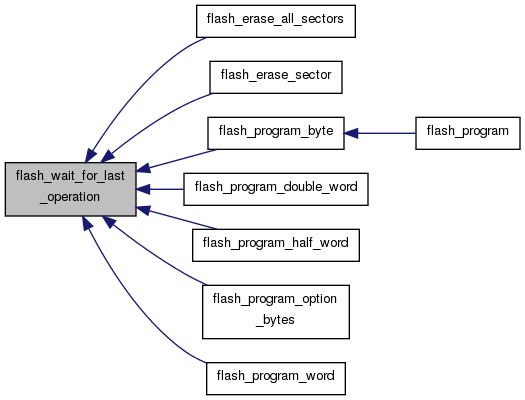 flash_erase_all_sectors
flash_erase_sector
flash_program_byte
flash_program
flash_wait_for_last
_operation
flash_program_double_word
flash_program_half_word
flash_program_option
_bytes
flash_program_word